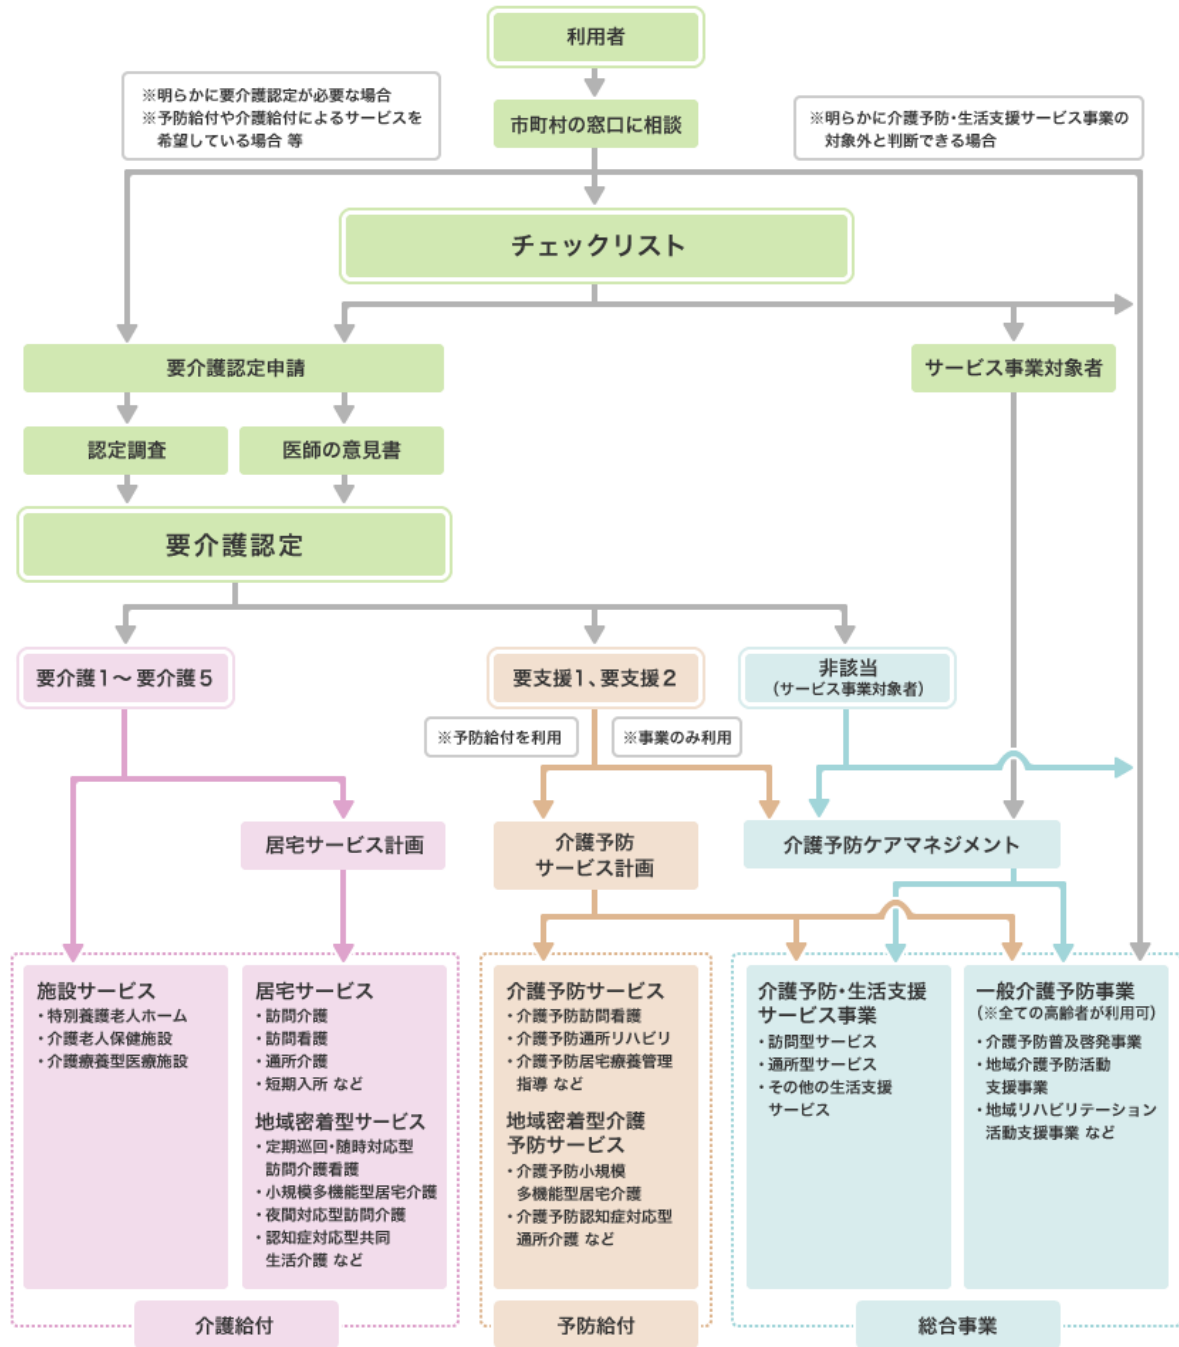 利用者
※明らかに要介護認定が必要な場合
※予防給付や介護給付によるサービスを
希望している場合 等
市町村の窓口に相談
※明らかに介護予防・生活支援サービス事業の
対象外と判断できる場合
チェックリスト
要介護認定申請
サービス事業対象者
認定調査
医師の意見書
要介護認定
要介護1〜要介護5
要支援1、要支援2
非該当
(サービス事業対象者)
※予防給付を利用
※事業のみ利用
居宅サービス計画
介護予防
サービス計画
介護予防ケアマネジメント
施設サービス
・特別養護老人ホーム
・介護老人保健施設
・介護療養型医療施設
居宅サービス
・訪問介護
・訪問看護
・通所介護
・短期入所 など
地域密着型サービス
・定期巡回・随時対応型
訪問介護看護
・小規模多機能型居宅介護
・夜間対応型訪問介護
・認知症対応型共同
生活介護 など
介護給付
介護予防サービス
・介護予防訪問看護
・介護予防通所リハビリ
・介護予防居宅療養管理
指導 など
地域密着型介護
予防サービス
・介護予防小規模
多機能型居宅介護
・介護予防認知症対応型
通所介護 など
予防給付
介護予防・生活支援
サービス事業
・訪問型サービス
・通所型サービス
・その他の生活支援
サービス
一般介護予防事業
(※全ての高齢者が利用可)
・介護予防普及啓発事業
・地域介護予防活動
支援事業
・地域リハビリテーション
活動支援事業 など
総合事業